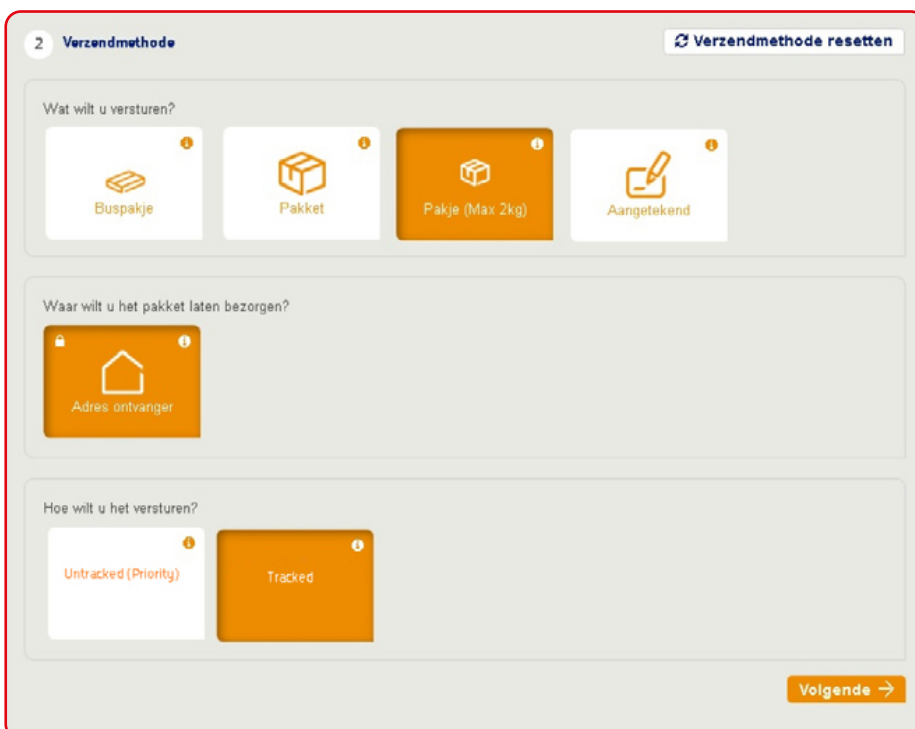 2 Verzendmethode
Verzendmethode resetten
Wat wilt u versturen?
Buspakje
Pakket
Pakje (Max 2kg)
Aangetekend
Waar wilt u het pakket laten bezorgen?
Adres ontvanger
Hoe wilt u het versturen?
Untracked (Priority)
Tracked
Volgende